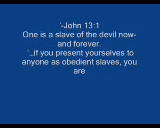 '-John 13:1
One is a slave of the devil now-
and forever.
'...if you present yourselves to
anyone as obedient slaves, you
are